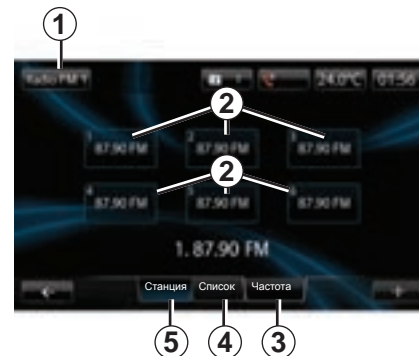 1
Radio FM 1 24.0°C 01:56
2
1 87.90 FM 2 87.90 FM 3 87.90 FM
2
4 87.90 FM 5 87.90 FM 6 87.90 FM
1. 87.90 FM
Станция Список Частота
5 4 3